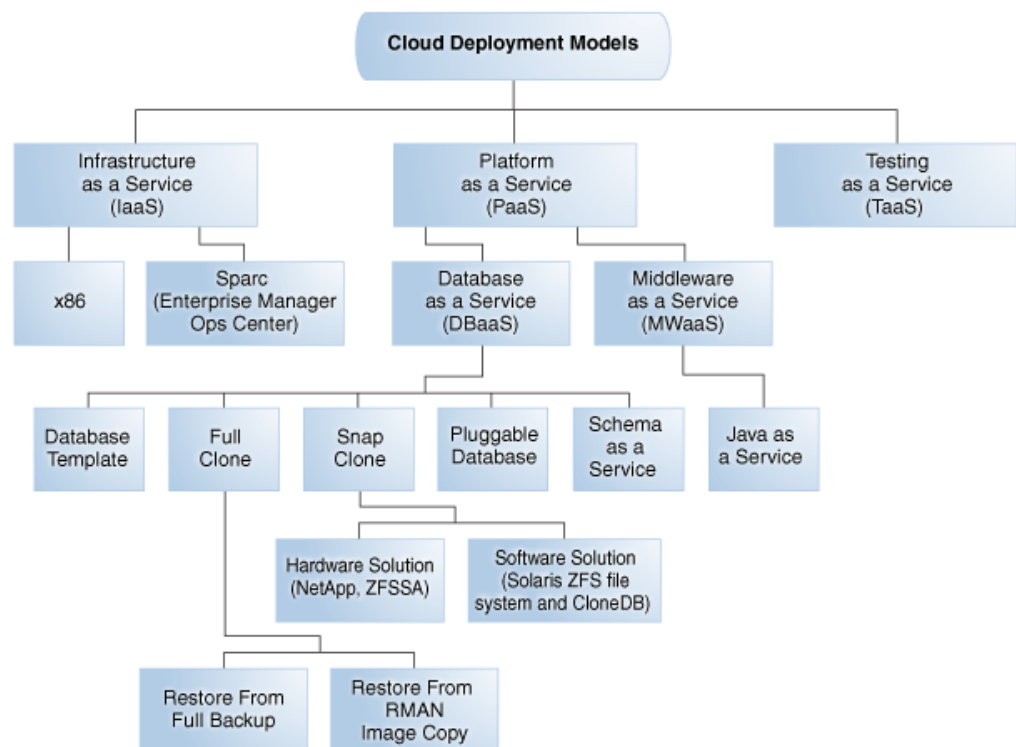 Cloud Deployment Models
Infrastructure
as a Service
(IaaS)
Platform
as a Service
(PaaS)
Testing
as a Service
(TaaS)
x86
Sparc
(Enterprise Manager
Ops Center)
Database
as a Service
(DBaaS)
Middleware
as a Service
(MWaaS)
Database
Template
Full
Clone
Snap
Clone
Pluggable
Database
Schema
as a
Service
Java as
a Service
Hardware Solution
(NetApp, ZFSSA)
Software Solution
(Solaris ZFS file
system and CloneDB)
Restore From
Full Backup
Restore From
RMAN
Image Copy